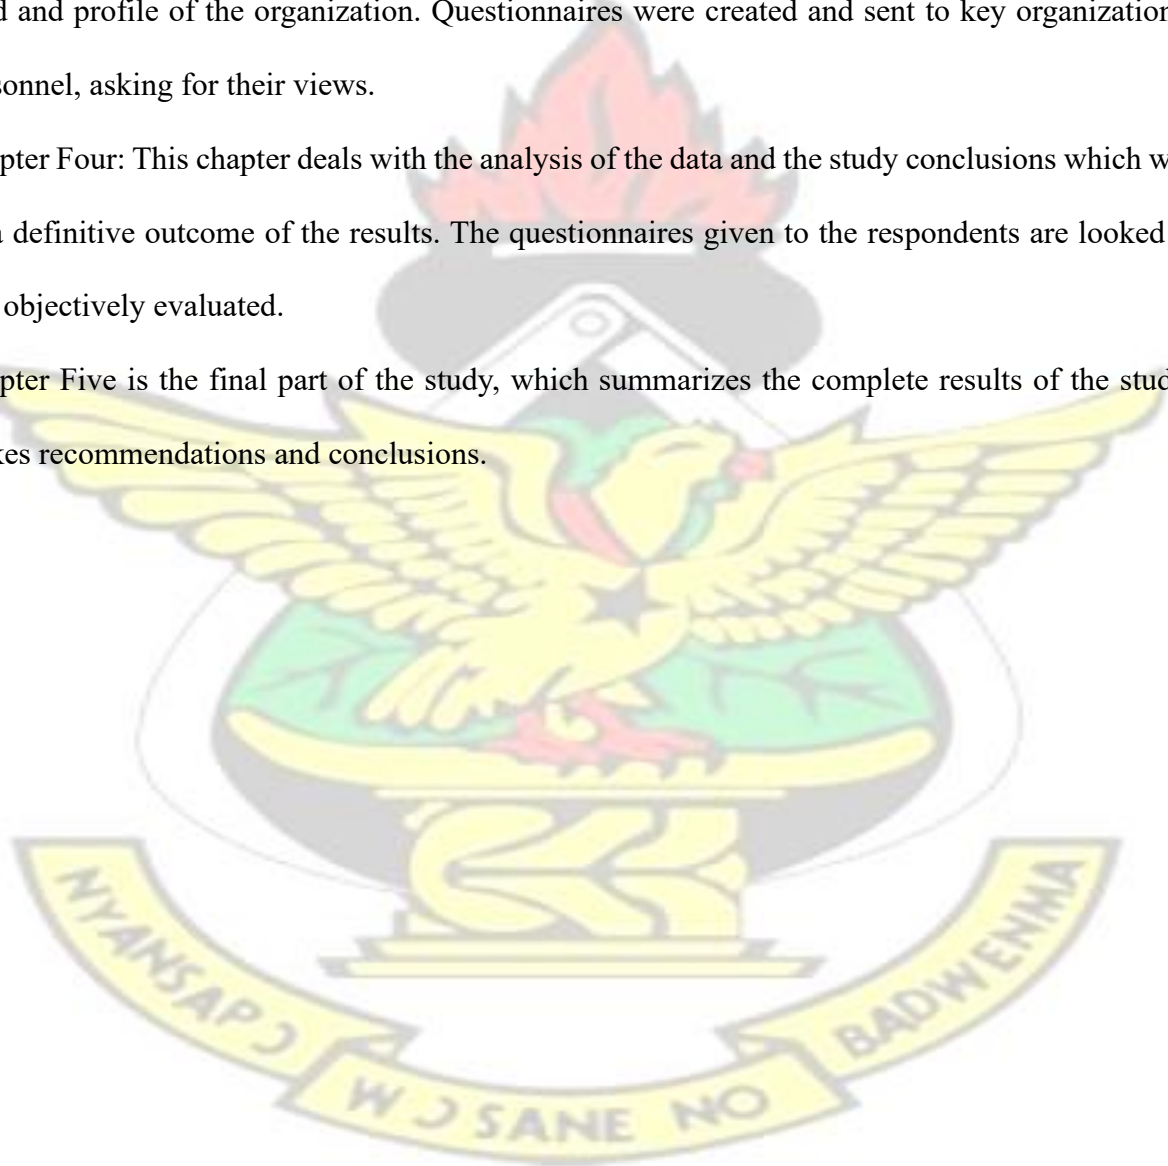 d and profile of the organization. Questionnaires were created and sent to key organization
sonnel, asking for their views.
pter Four: This chapter deals with the analysis of the data and the study conclusions which w
a definitive outcome of the results. The questionnaires given to the respondents are looked
objectively evaluated.
pter Five is the final part of the study, which summarizes the complete results of the stud
kes recommendations and conclusions.
NYANSAPƆ
WƆSANE NO
BADWENMA